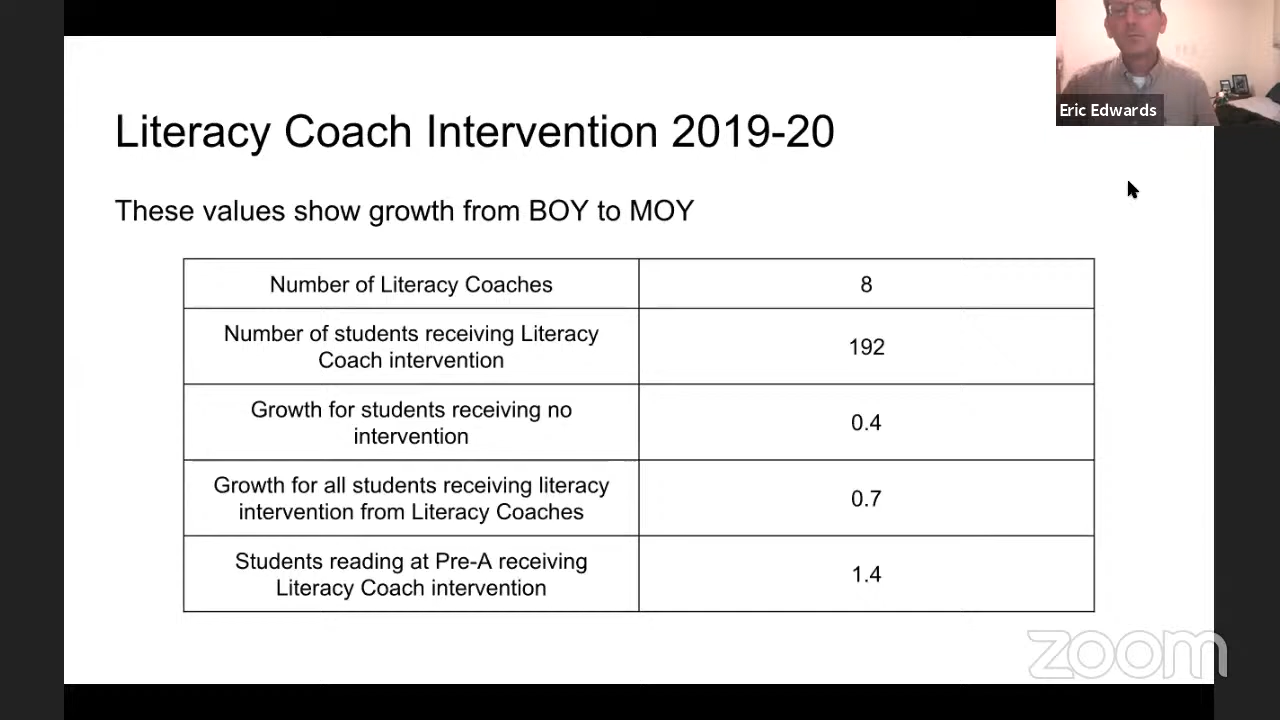 Eric Edwards
Literacy Coach Intervention 2019-20
These values show growth from BOY to MOY
Number of Literacy Coaches
8
Number of students receiving Literacy
Coach intervention
192
Growth for students receiving no
intervention
0.4
Growth for all students receiving literacy
intervention from Literacy Coaches
0.7
Students reading at Pre-A receiving
Literacy Coach intervention
1.4
zoom